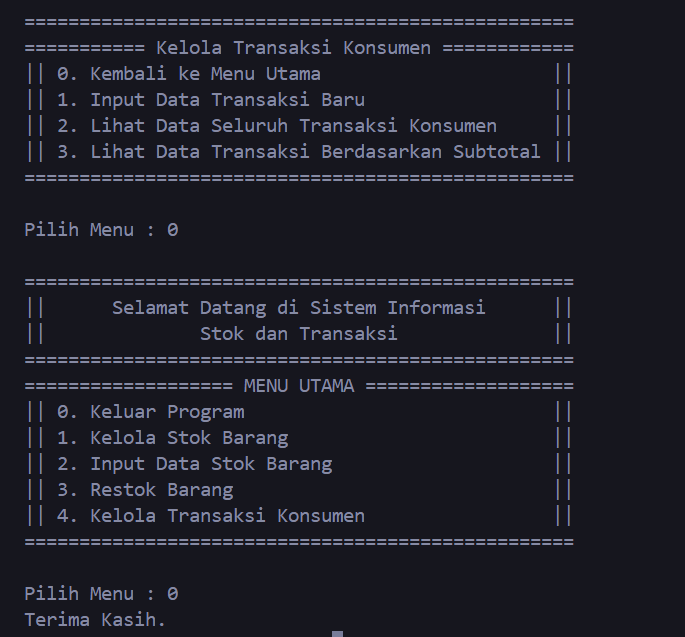 ==================================================
=========== Kelola Transaksi Konsumen ============
|| 0. Kembali ke Menu Utama                     ||
|| 1. Input Data Transaksi Baru                 ||
|| 2. Lihat Data Seluruh Transaksi Konsumen     ||
|| 3. Lihat Data Transaksi Berdasarkan Subtotal ||
==================================================
Pilih Menu : 0
==================================================
||      Selamat Datang di Sistem Informasi      ||
||              Stok dan Transaksi              ||
==================================================
=================== MENU UTAMA ===================
|| 0. Keluar Program                            ||
|| 1. Kelola Stok Barang                        ||
|| 2. Input Data Stok Barang                    ||
|| 3. Restok Barang                             ||
|| 4. Kelola Transaksi Konsumen                 ||
==================================================
Pilih Menu : 0
Terima Kasih.